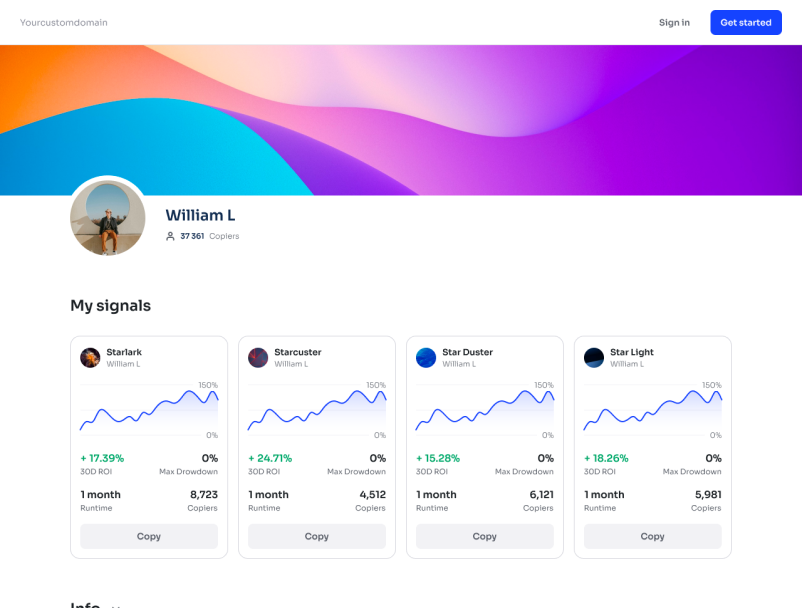 Yourcustomdomain
Sign in
Get started
William L
37 361 Copiers
My signals
Star1ark
William L
150%
0%
+ 17.39%
0%
30D ROI
Max Drowdown
1 month
8,723
Runtime
Copiers
Copy
Starcuster
William L
150%
0%
+ 24.71%
0%
30D ROI
Max Drowdown
1 month
4,512
Runtime
Copiers
Copy
Star Duster
William L
150%
0%
+ 15.28%
0%
30D ROI
Max Drowdown
1 month
6,121
Runtime
Copiers
Copy
Star Light
William L
150%
0%
+ 18.26%
0%
30D ROI
Max Drowdown
1 month
5,981
Runtime
Copiers
Copy
Info